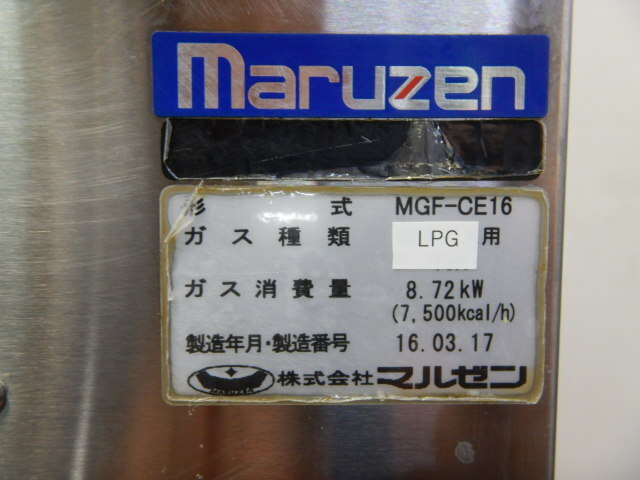 maruzen
形 式 MGF-CE16
ガス種類 LPG 用
ガス消費量 8.72kW
(7,500kcal/h)
製造年月・製造番号 16.03.17
MARUZEN 株式会社 マルゼン